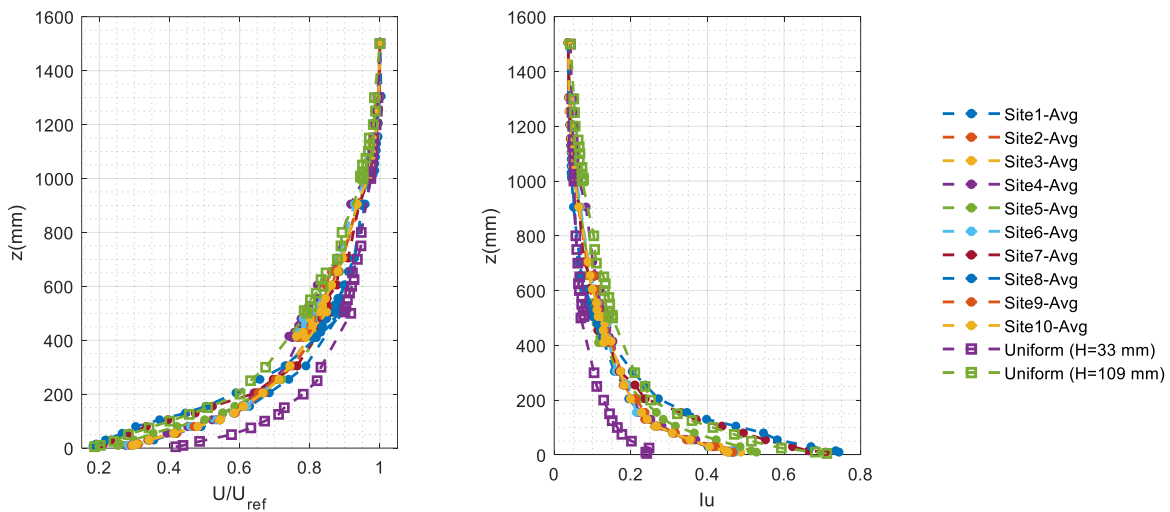 1600
1400
1200
1000
800
600
400
200
0
z(mm)
0.2 0.4 0.6 0.8 1
U/Uref
1600
1400
1200
1000
800
600
400
200
0
z(mm)
0 0.2 0.4 0.6 0.8
Iu
Site1-Avg
Site2-Avg
Site3-Avg
Site4-Avg
Site5-Avg
Site6-Avg
Site7-Avg
Site8-Avg
Site9-Avg
Site10-Avg
Uniform (H=33 mm)
Uniform (H=109 mm)